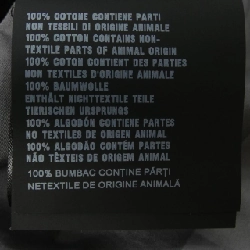 100% COTONE CONTIENE PARTI
NON TESSILI DI ORIGINE ANIMALE
100% COTTON CONTAINS NON-
TEXTILE PARTS OF ANIMAL ORIGIN
100% COTON CONTIENT DES PARTIES
NON TEXTILES D'ORIGINE ANIMALE
100% BAUMWOLLE
ENTHÄLT NICHTTEXTILE TEILE
TIERISCHEN URSPRUNGS
100% ALGODÓN CONTIENE PARTES
NO TEXTILES DE ORIGEN ANIMAL
100% ALGODÃO CONTÉM PARTES
NÃO TÊXTEIS DE ORIGEM ANIMAL
100% BUMBAC CONȚINE PĂRȚI
NETEXTILE DE ORIGINE ANIMALĂ